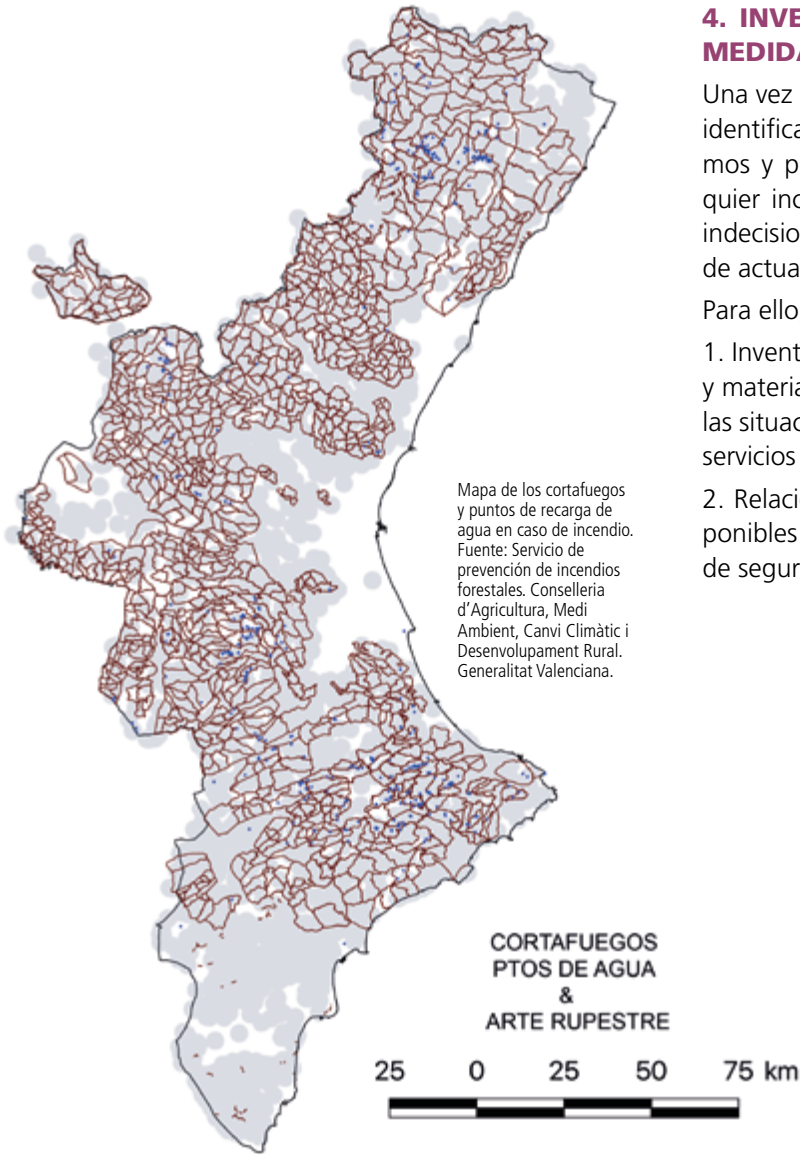 4. INVE
MEDIDA
Una vez
identifica
mos y p
quier inc
indecisio
de actua
Para ello
1. Invent
y materia
las situac
servicios
2. Relaci
ponibles
de segur
Mapa de los cortafuegos
y puntos de recarga de
agua en caso de incendio.
Fuente: Servicio de
prevención de incendios
forestales. Conselleria
d'Agricultura, Medi
Ambient, Canvi Climàtic i
Desenvolupament Rural.
Generalitat Valenciana.
CORTAFUEGOS
PTOS DE AGUA
&
ARTE RUPESTRE
25 0 25 50 75 km